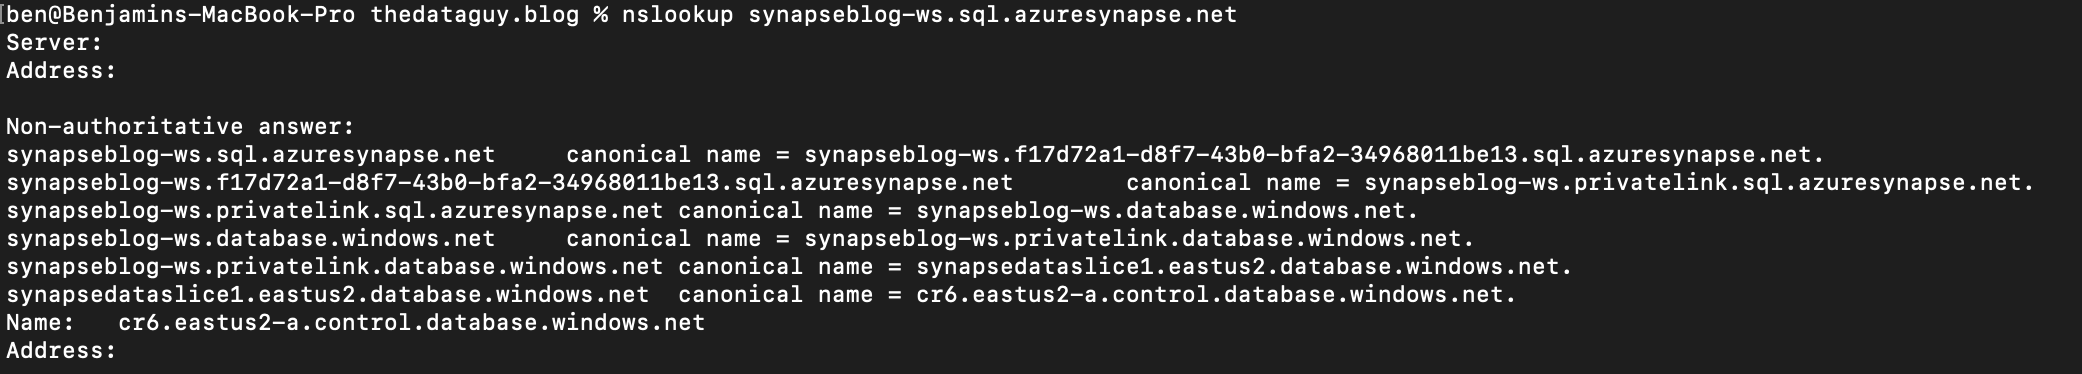 [ben@Benjamins-MacBook-Pro thedataguy.blog % nslookup synapseblog-ws.sql.azuresynapse.net
Server:
Address:
Non-authoritative answer:
synapseblog-ws.sql.azuresynapse.net     canonical name = synapseblog-ws.f17d72a1-d8f7-43b0-bfa2-34968011be13.sql.azuresynapse.net.
synapseblog-ws.f17d72a1-d8f7-43b0-bfa2-34968011be13.sql.azuresynapse.net        canonical name = synapseblog-ws.privatelink.sql.azuresynapse.net.
synapseblog-ws.privatelink.sql.azuresynapse.net canonical name = synapseblog-ws.database.windows.net.
synapseblog-ws.database.windows.net     canonical name = synapseblog-ws.privatelink.database.windows.net.
synapseblog-ws.privatelink.database.windows.net canonical name = synapsedataslice1.eastus2.database.windows.net.
synapsedataslice1.eastus2.database.windows.net  canonical name = cr6.eastus2-a.control.database.windows.net.
Name:   cr6.eastus2-a.control.database.windows.net
Address: